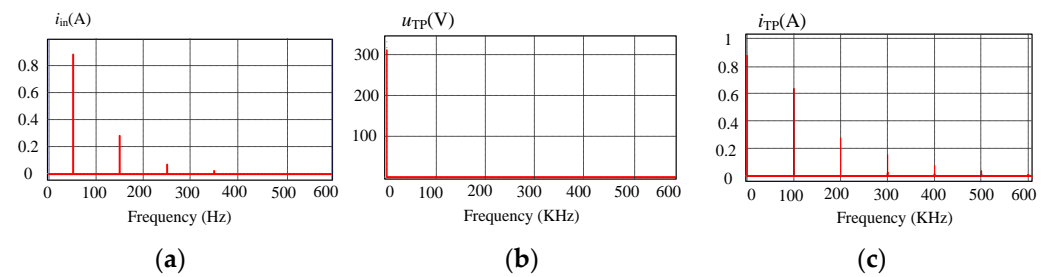 i_in(A)
0.8
0.6
0.4
0.2
0
0 100 200 300 400 500 600
Frequency (Hz)
(a)
u_TP(V)
300
200
100
100 200 300 400 500 600
Frequency (KHz)
(b)
i_TP(A)
1
0.8
0.6
0.4
0.2
0
0 100 200 300 400 500 600
Frequency (KHz)
(c)